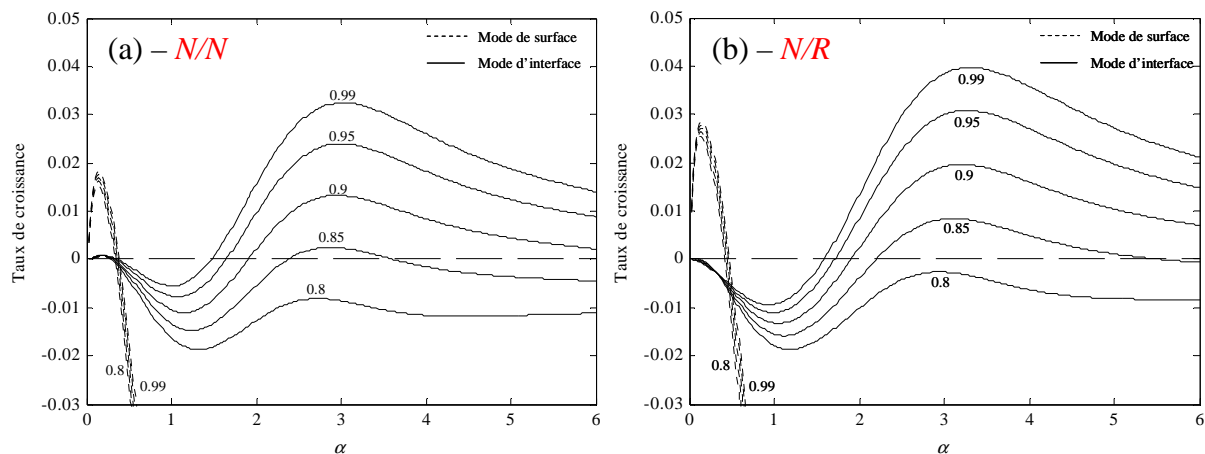 (a) – N/N
Mode de surface
Mode d'interface
Taux de croissance
0.05
0.04
0.03
0.02
0.01
0
-0.01
-0.02
-0.03
0.99
0.95
0.9
0.85
0.8
0.8
0.99
0 1 2 3 4 5 6
α
(b) – N/R
Mode de surface
Mode d'interface
Taux de croissance
0.05
0.04
0.03
0.02
0.01
0
-0.01
-0.02
-0.03
0.99
0.95
0.9
0.85
0.8
0.8
0.99
0 1 2 3 4 5 6
α